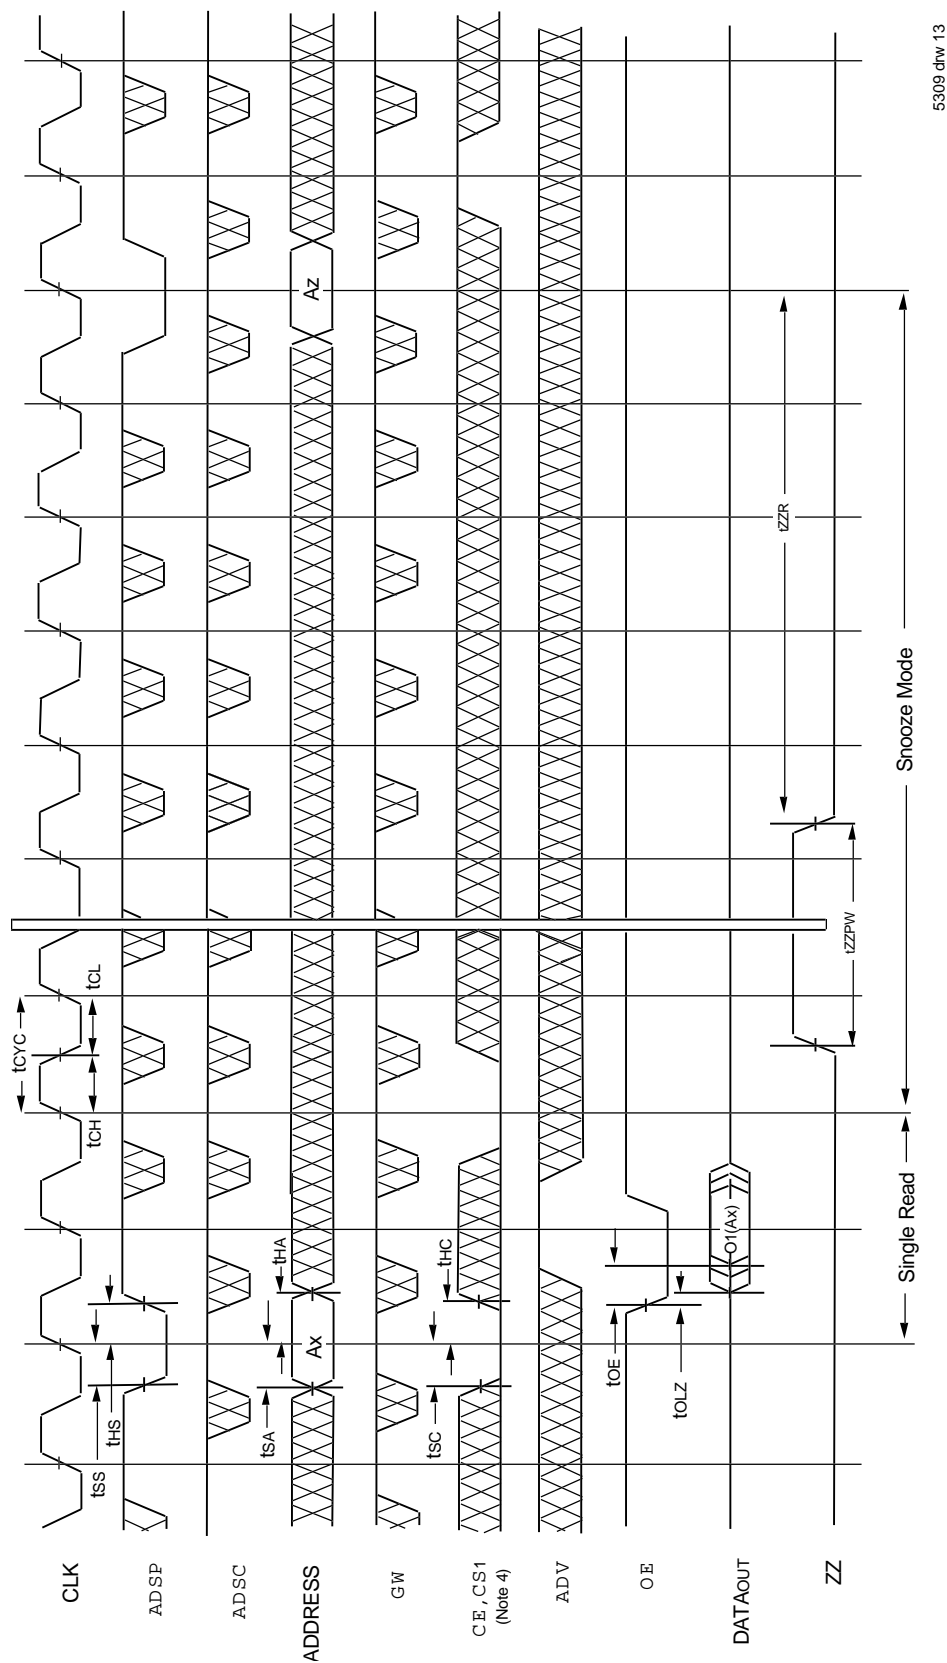 CLK
ADSP
ADSC
ADDRESS
GW
CE, CS1
(Note 4)
ADV
OE
DATAOUT
ZZ
tCYC
tCH
tCL
tSS
tHS
tSA
tHA
Ax
Az
tSC
tHC
tOE
tOLZ
O1(Ax)
tZZPW
tZZR
Single Read
Snooze Mode
5309 drw 13